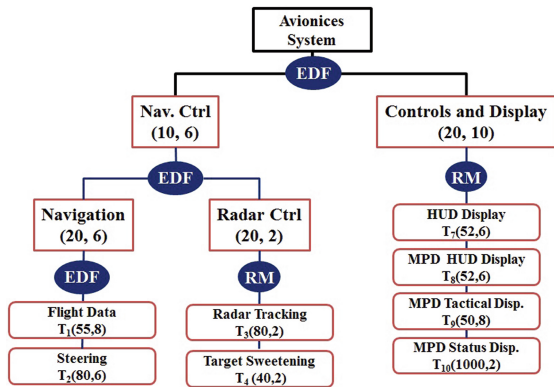 Avionices
System
EDF
Nav. Ctrl
(10, 6)
Controls and Display
(20, 10)
EDF
RM
Navigation
(20, 6)
Radar Ctrl
(20, 2)
HUD Display
T7(52,6)
EDF
RM
MPD HUD Display
T8(52,6)
Flight Data
T1(55,8)
Radar Tracking
T3(80,2)
MPD Tactical Disp.
T9(50,8)
Steering
T2(80,6)
Target Sweetening
T4 (40,2)
MPD Status Disp.
T10(1000,2)